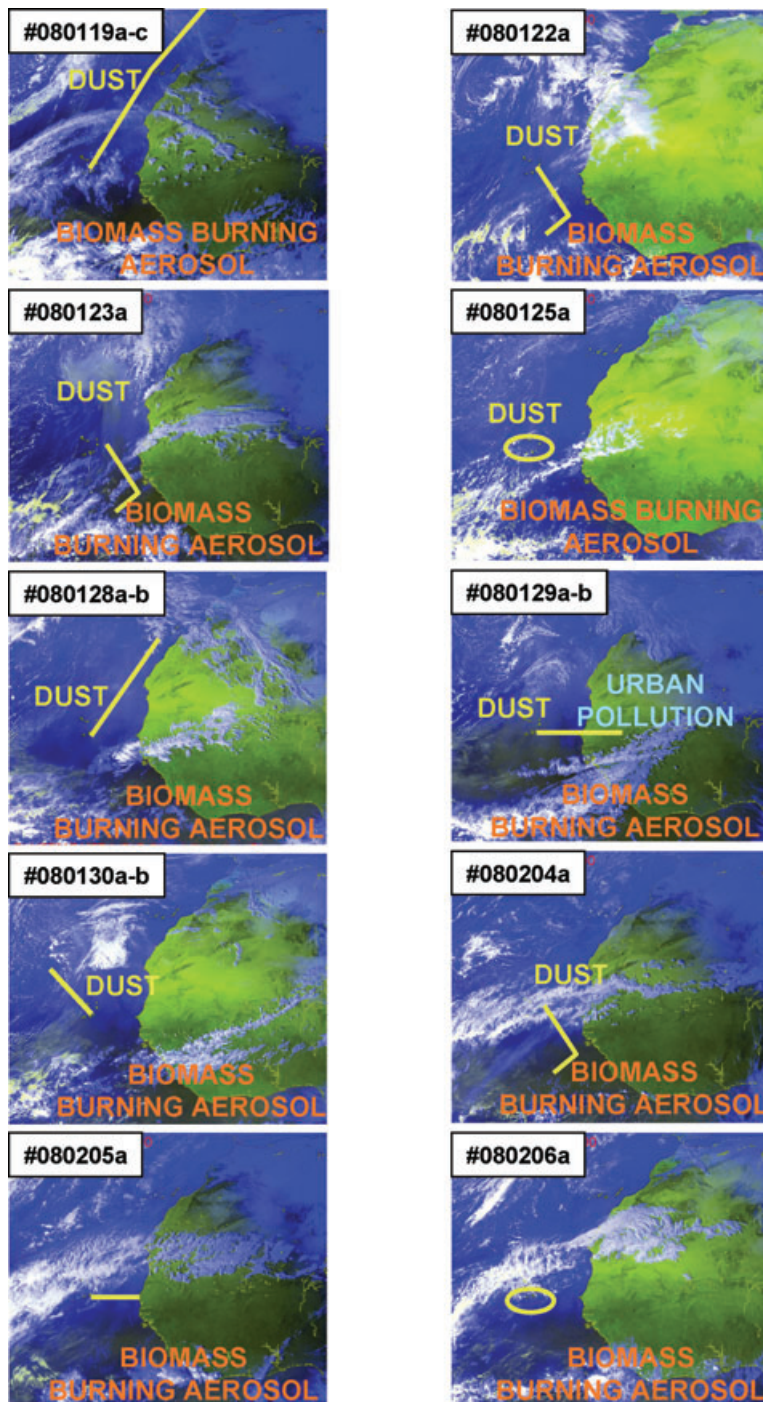 #080119a-c
DUST
BIOMASS BURNING
AEROSOL
#080122a
DUST
BIOMASS
BURNING AEROSOL
#080123a
DUST
BIOMASS
BURNING AEROSOL
#080125a
DUST
BIOMASS BURNING
AEROSOL
#080128a-b
DUST
BIOMASS
BURNING AEROSOL
#080129a-b
URBAN
POLLUTION
DUST
BIOMASS
BURNING AEROSOL
#080130a-b
DUST
BIOMASS
BURNING AEROSOL
#080204a
DUST
BIOMASS
BURNING AEROSOL
#080205a
BIOMASS
BURNING AEROSOL
#080206a
BIOMASS
BURNING AEROSOL